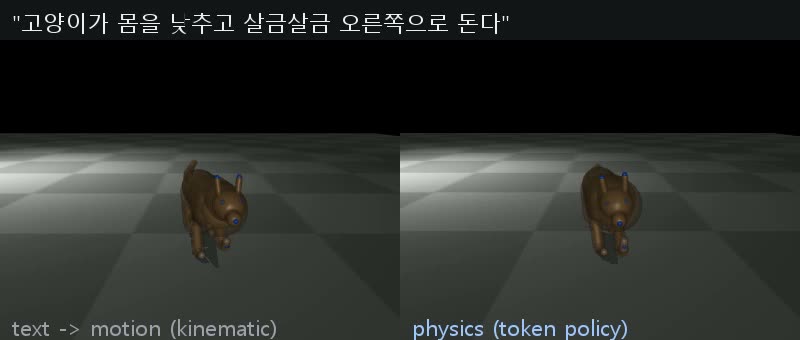 "고양이가 몸을 낮추고 살금살금 오른쪽으로 돈다"
text -> motion (kinematic)
physics (token policy)